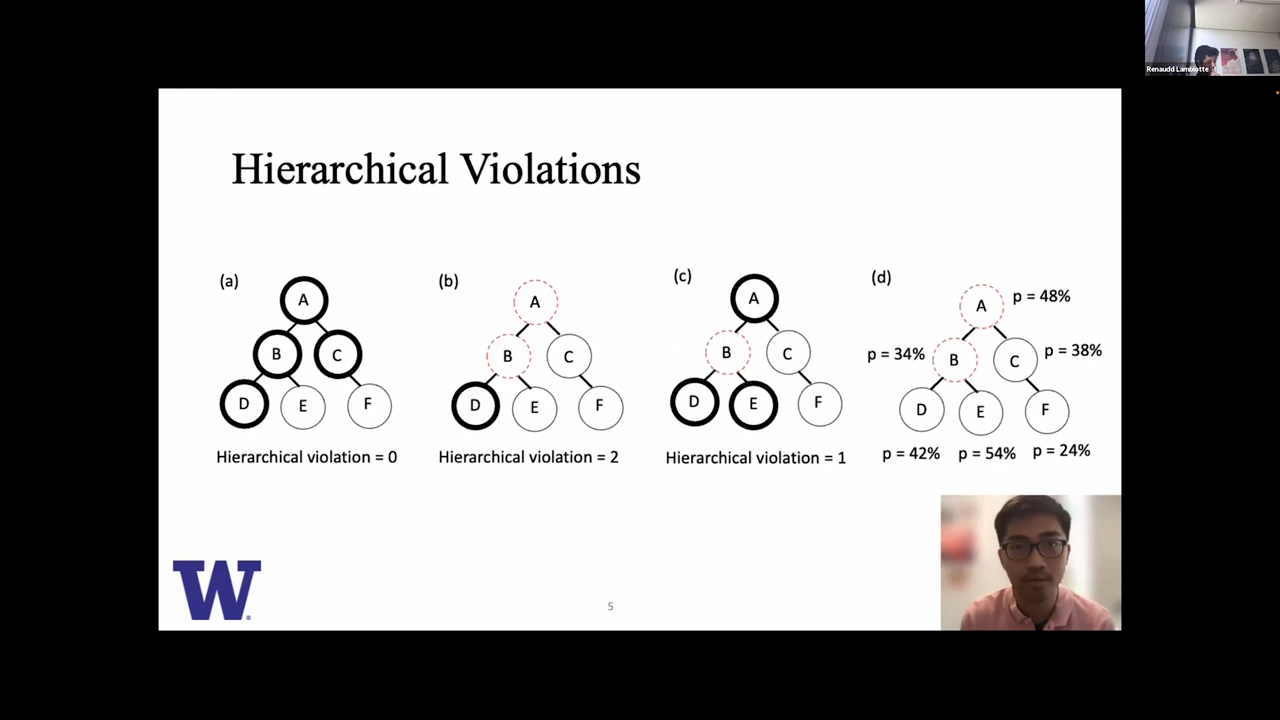 Renaudd Lambiotte
Hierarchical Violations
(a)
A
B
C
D
E
F
Hierarchical violation = 0
(b)
A
B
C
D
E
F
Hierarchical violation = 2
(c)
A
B
C
D
E
F
Hierarchical violation = 1
(d)
A
p = 48%
p = 34%
B
C
p = 38%
D
E
F
p = 42%
p = 54%
p = 24%
W
5